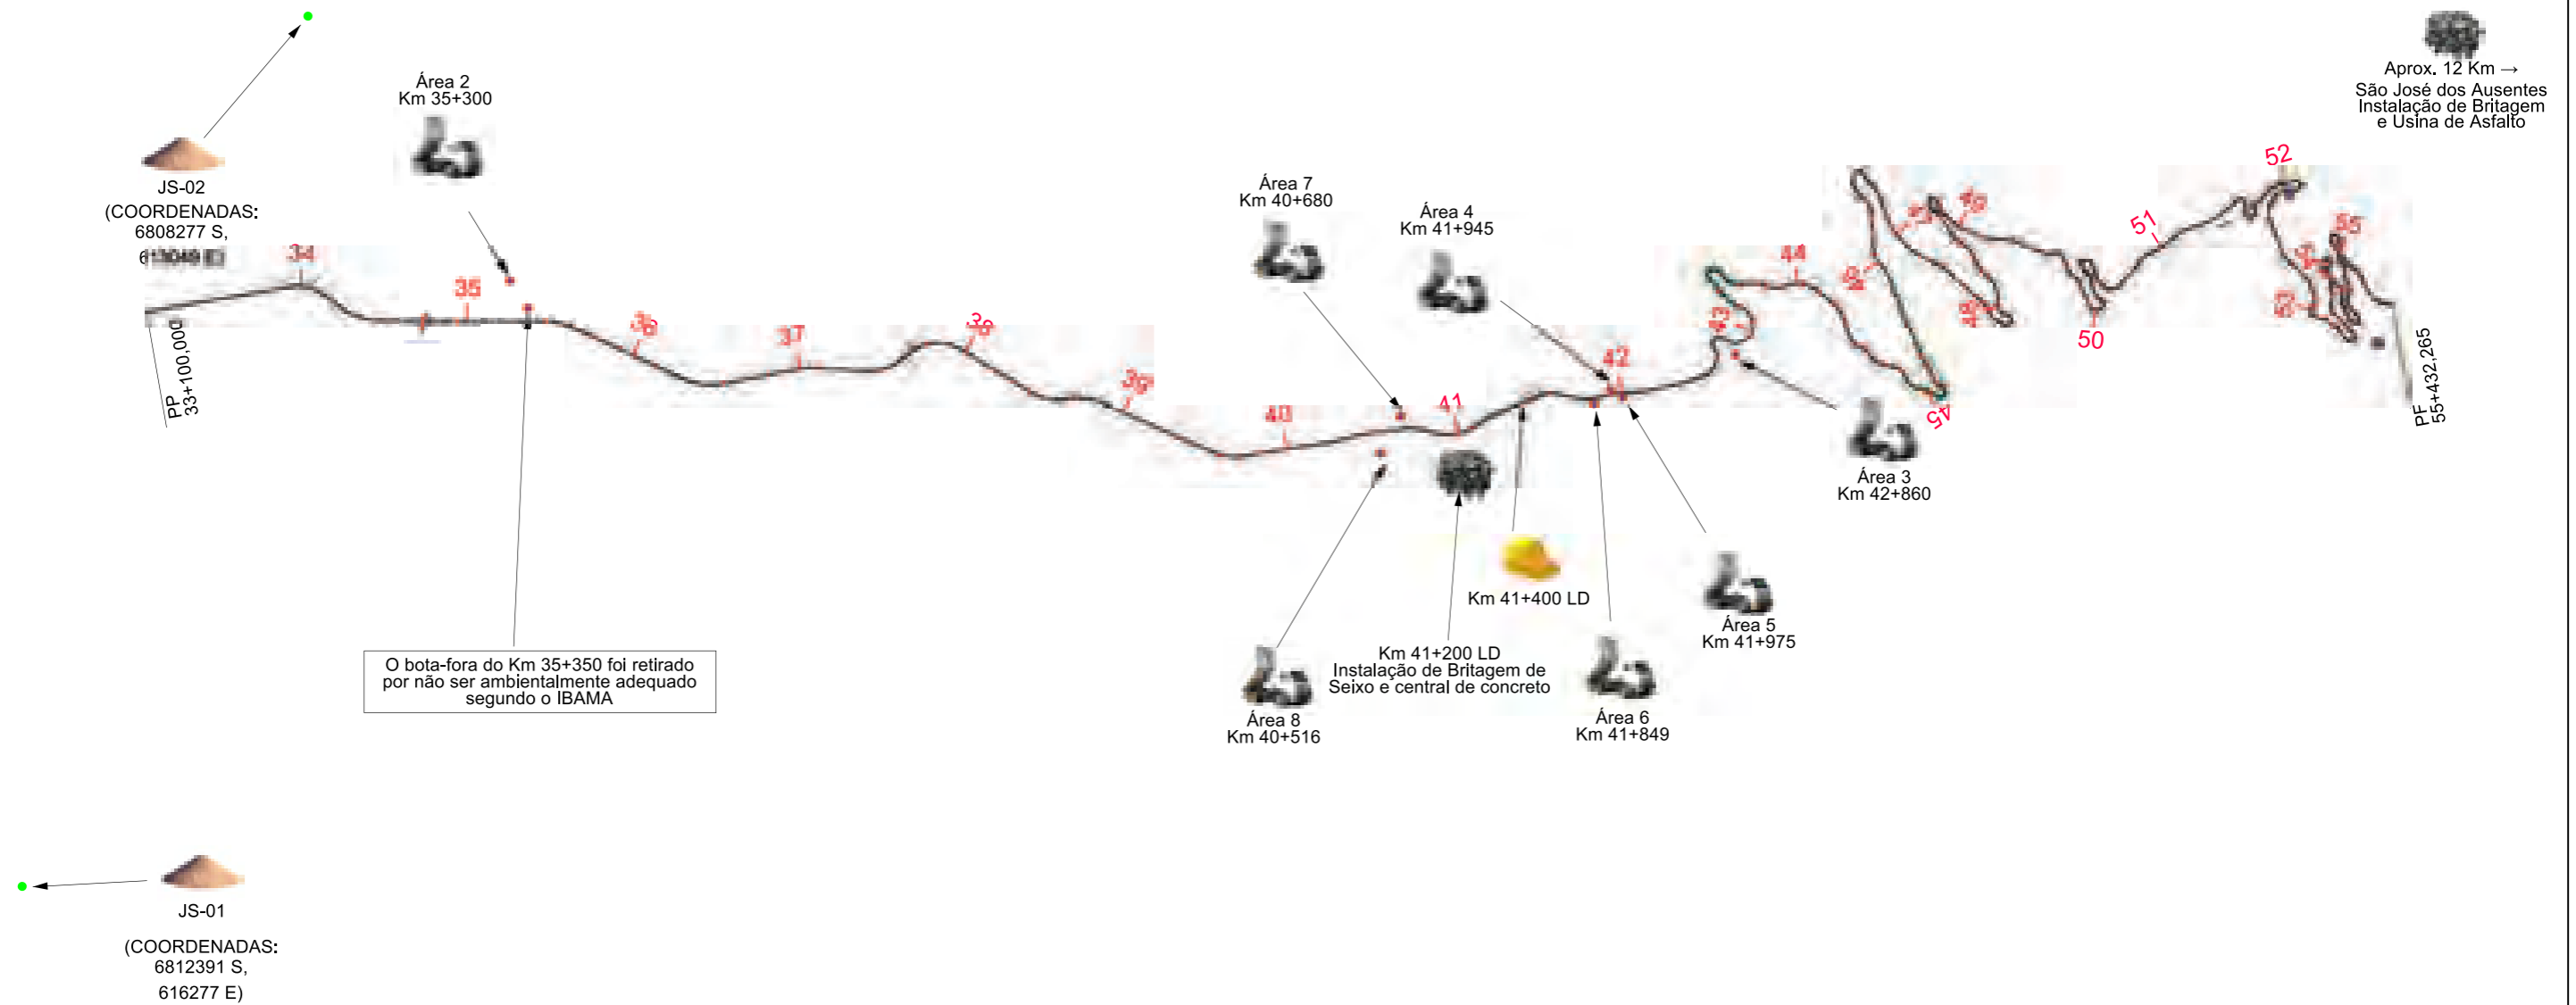 Aprox. 12 Km →
São José dos Ausentes
Instalação de Britagem
e Usina de Asfalto
Área 2
Km 35+300
JS-02
(COORDENADAS:
6808277 S,
Área 7
Km 40+680
Área 4
Km 41+945
34
35
36
37
38
39
40
41
42
43
44
45
50
51
52
53
55
PP
33+100,000
PF
55+432,265
Área 3
Km 42+860
Km 41+400 LD
Área 5
Km 41+975
Km 41+200 LD
Instalação de Britagem de
Seixo e central de concreto
Área 6
Km 41+849
Área 8
Km 40+516
O bota-fora do Km 35+350 foi retirado
por não ser ambientalmente adequado
segundo o IBAMA
JS-01
(COORDENADAS:
6812391 S,
616277 E)